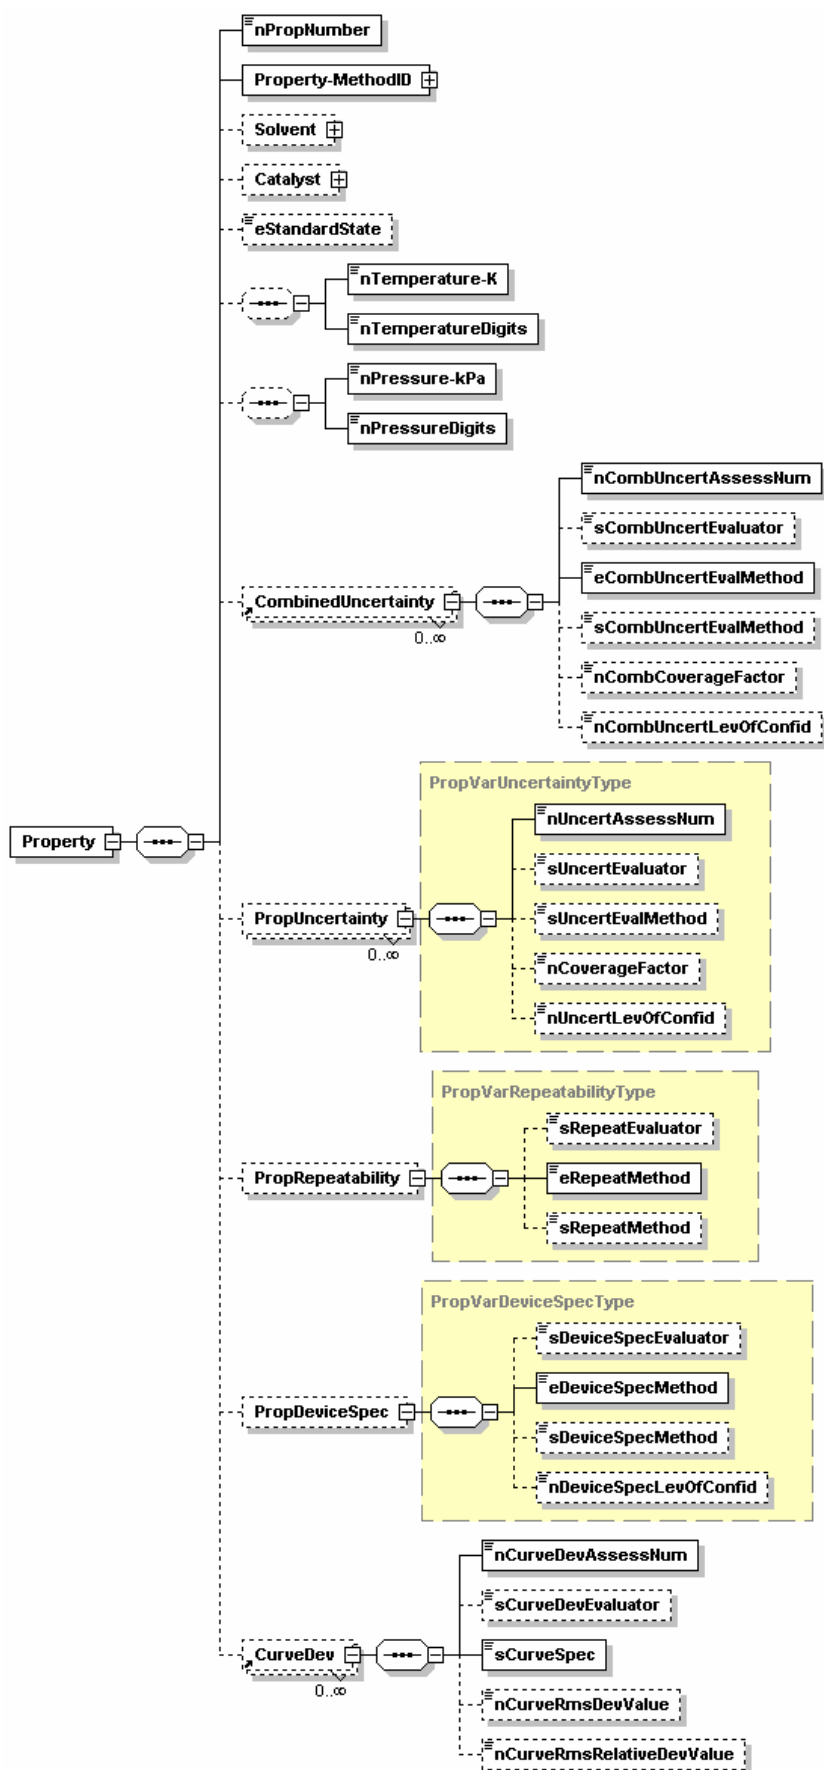 nPropNumber
Property-MethodID
Solvent
Catalyst
eStandardState
nTemperature-K
nTemperatureDigits
nPressure-kPa
nPressureDigits
nCombUncertAssessNum
sCombUncertEvaluator
eCombUncertEvalMethod
CombinedUncertainty
0..∞
sCombUncertEvalMethod
nCombCoverageFactor
nCombUncertLevOfConfid
PropVarUncertaintyType
nUncertAssessNum
Property
sUncertEvaluator
PropUncertainty
0..∞
sUncertEvalMethod
nCoverageFactor
nUncertLevOfConfid
PropVarRepeatabilityType
sRepeatEvaluator
PropRepeatability
eRepeatMethod
sRepeatMethod
PropVarDeviceSpecType
sDeviceSpecEvaluator
eDeviceSpecMethod
PropDeviceSpec
sDeviceSpecMethod
nDeviceSpecLevOfConfid
nCurveDevAssessNum
sCurveDevEvaluator
CurveDev
0..∞
sCurveSpec
nCurveRmsDevValue
nCurveRmsRelativeDevValue